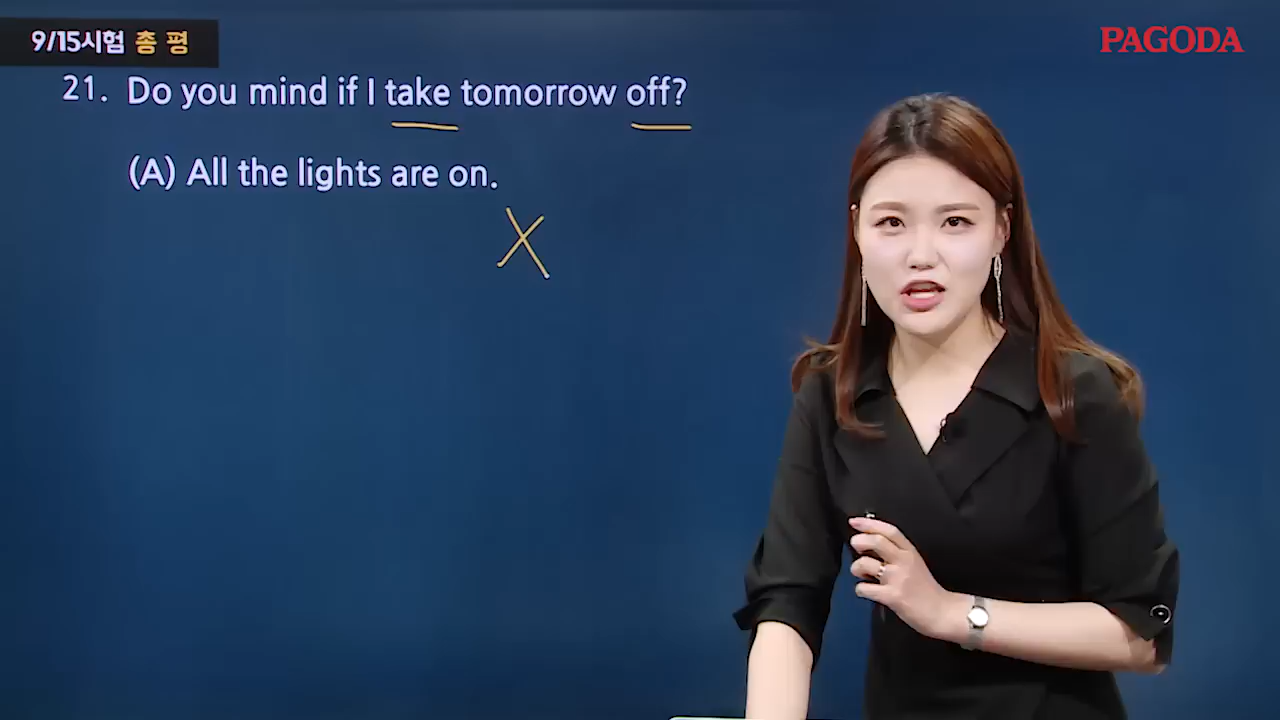 9/15시험 총평
PAGODA
21. Do you mind if I take tomorrow off?
(A) All the lights are on.
X